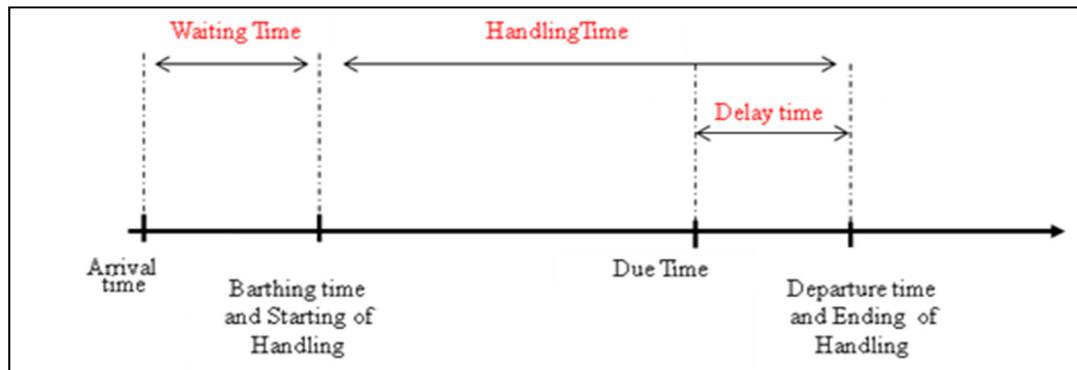 Waiting Time
HandlingTime
Delay time
Arrival
time
Barthing time
and Starting of
Handling
Due Time
Departure time
and Ending of
Handling